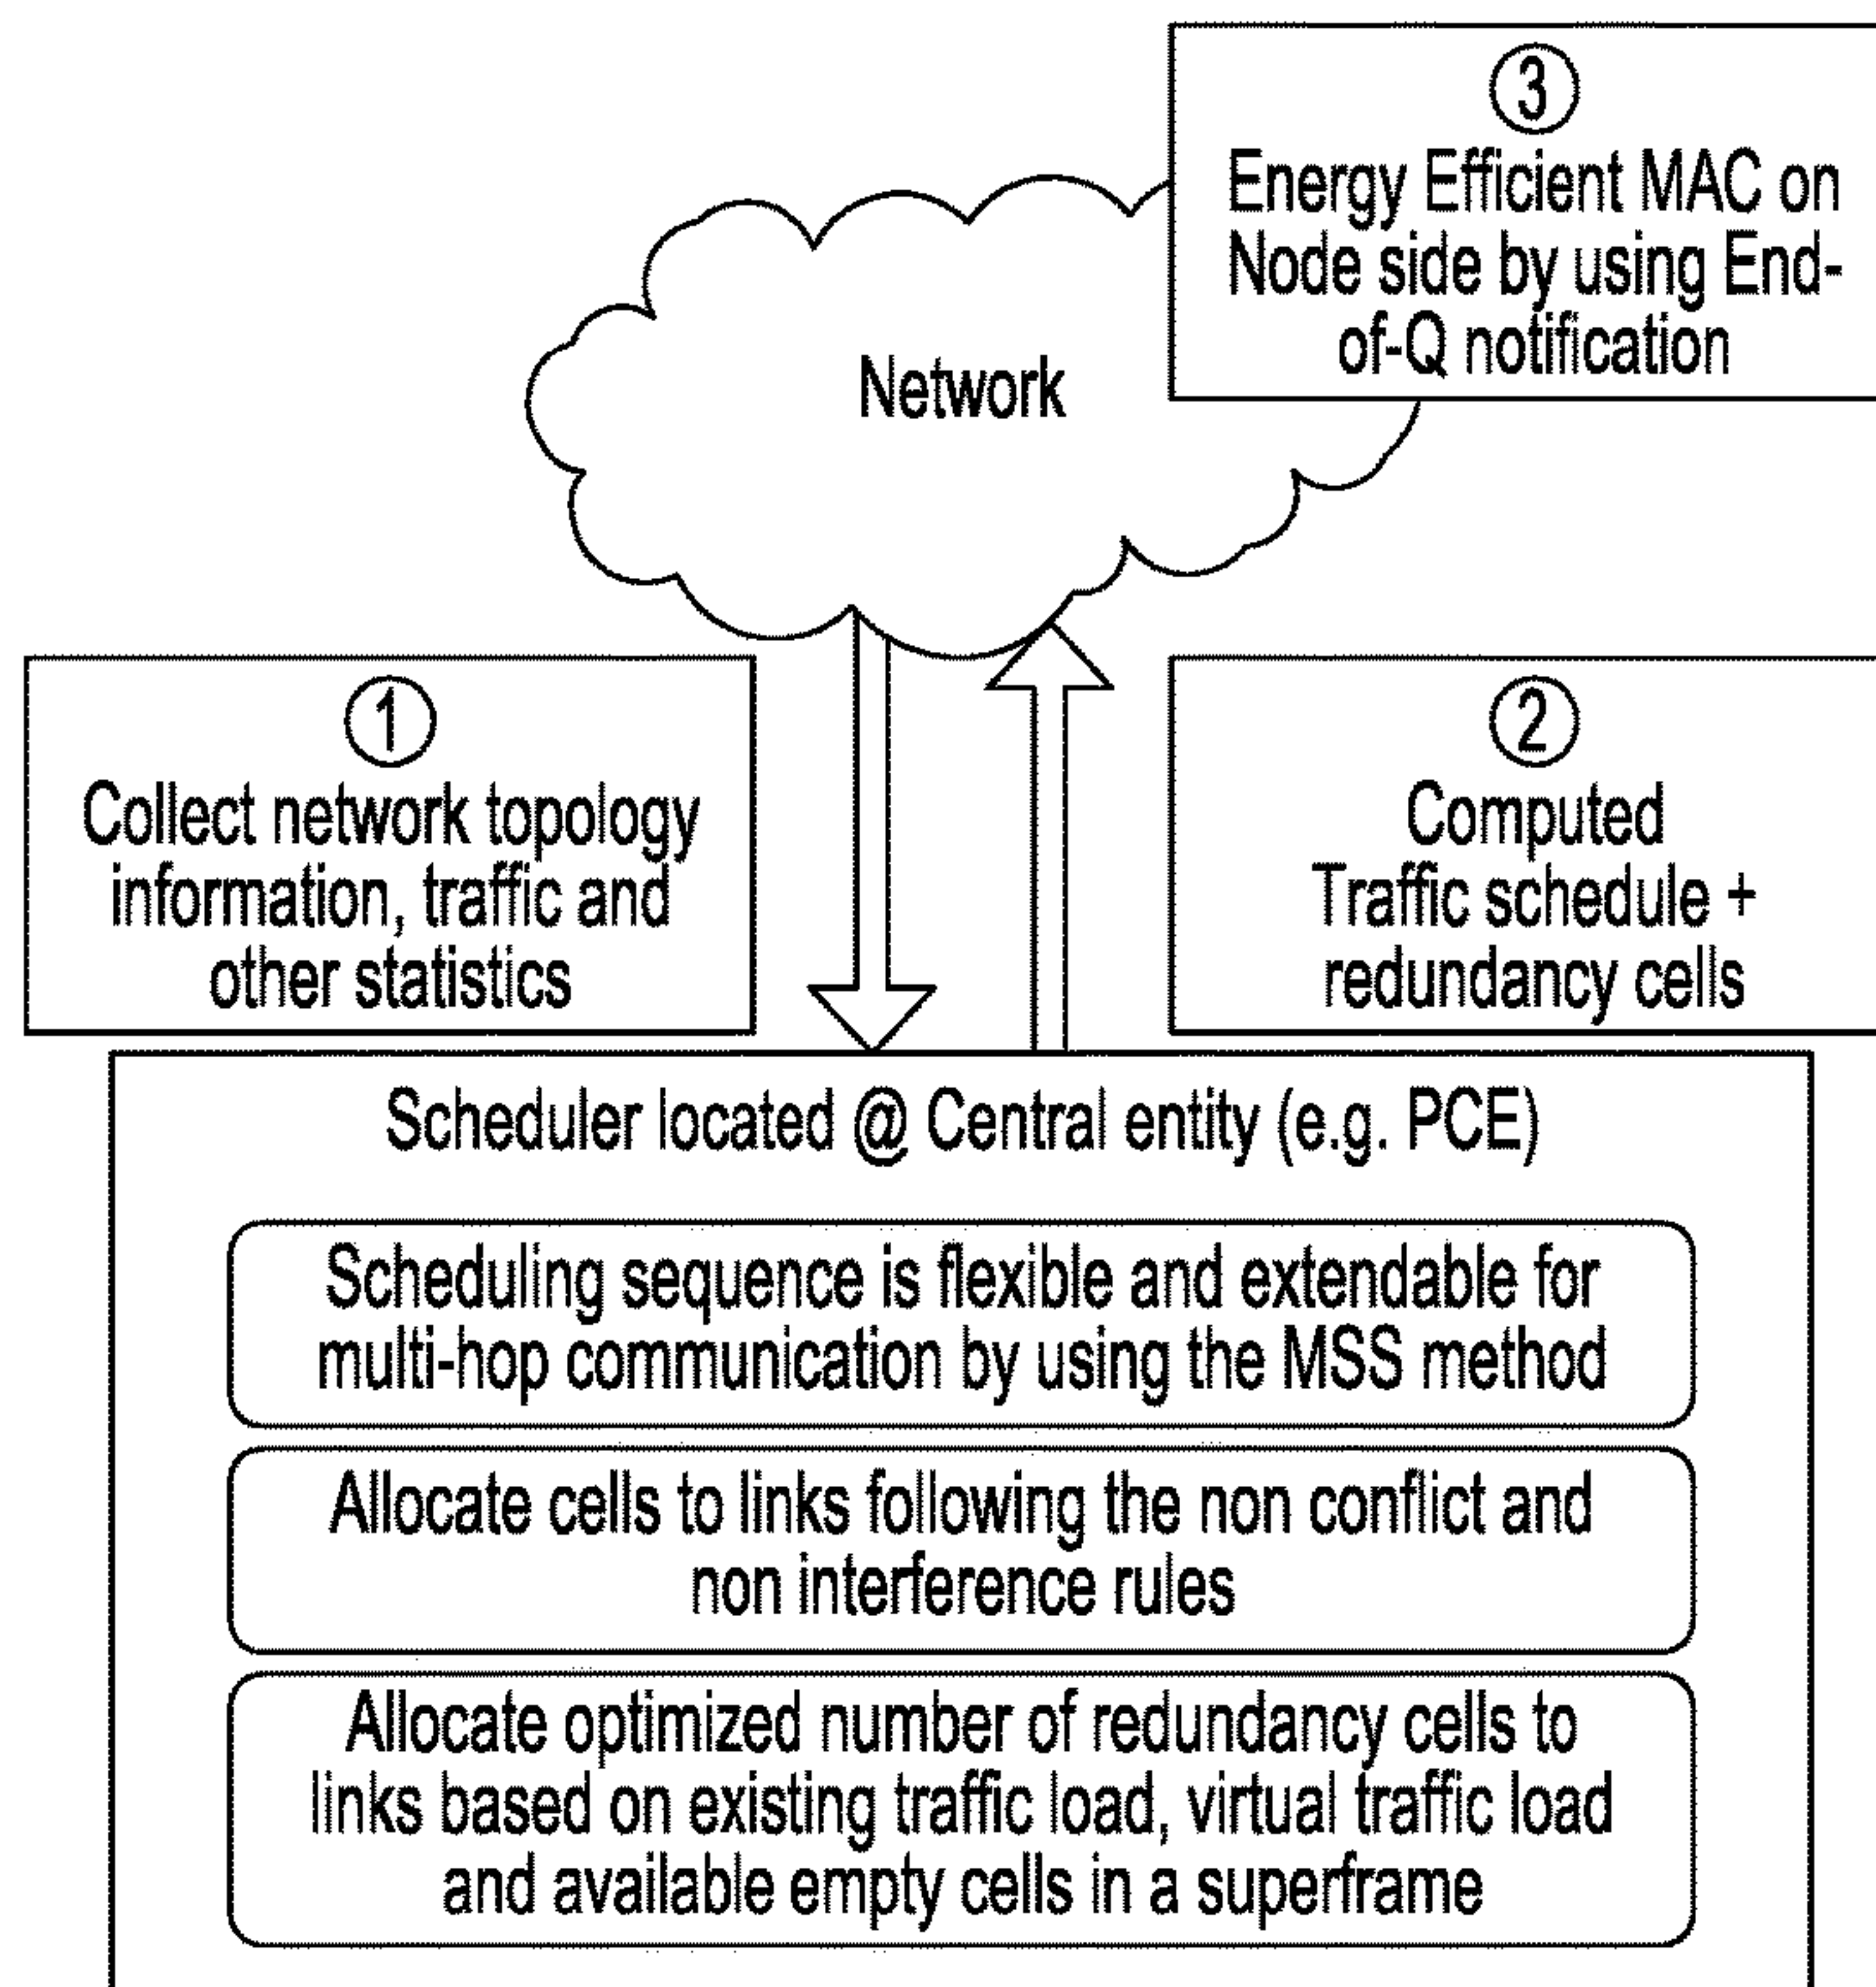 ③
Energy Efficient MAC on
Node side by using End-
of-Q notification
Network
①
Collect network topology
information, traffic and
other statistics
②
Computed
Traffic schedule +
redundancy cells
Scheduler located @ Central entity (e.g. PCE)
Scheduling sequence is flexible and extendable for
multi-hop communication by using the MSS method
Allocate cells to links following the non conflict and
non interference rules
Allocate optimized number of redundancy cells to
links based on existing traffic load, virtual traffic load
and available empty cells in a superframe